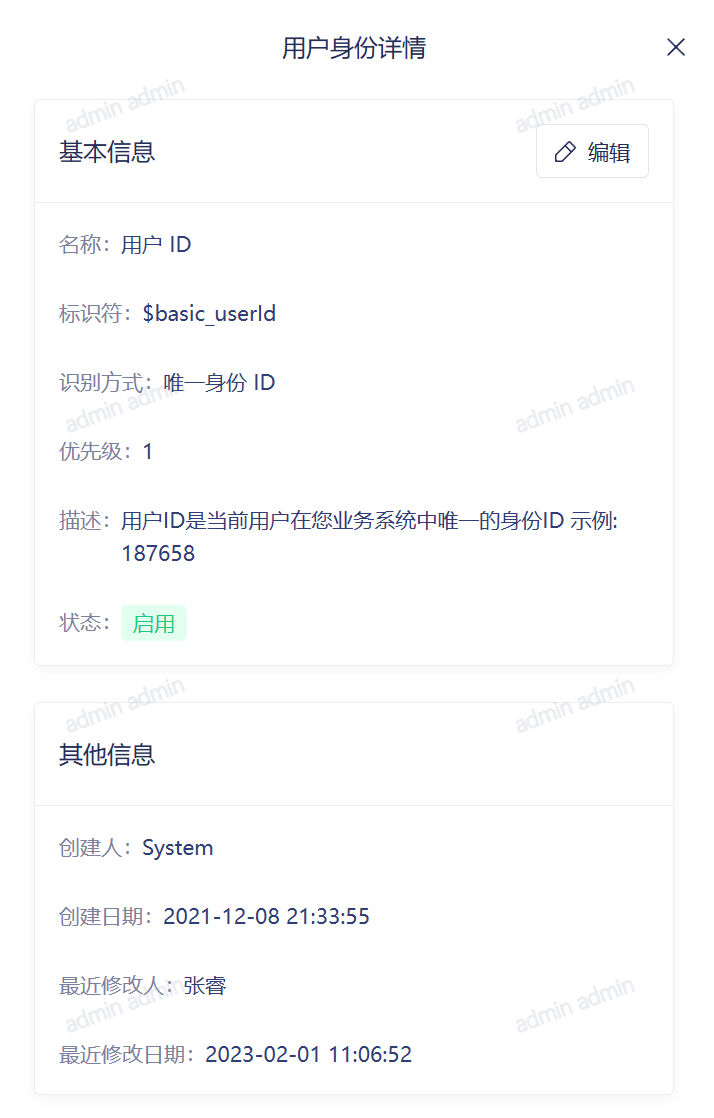 用户身份详情
admin admin
admin admin
基本信息
编辑
名称：用户 ID
标识符：$basic_userId
识别方式：唯一身份 ID
admin admin
admin admin
优先级：1
描述：用户ID是当前用户在您业务系统中唯一的身份ID 示例:
187658
状态：启用
admin admin
admin admin
其他信息
创建人：System
创建日期：2021-12-08 21:33:55
最近修改人：张睿
admin admin
admin admin
最近修改日期：2023-02-01 11:06:52